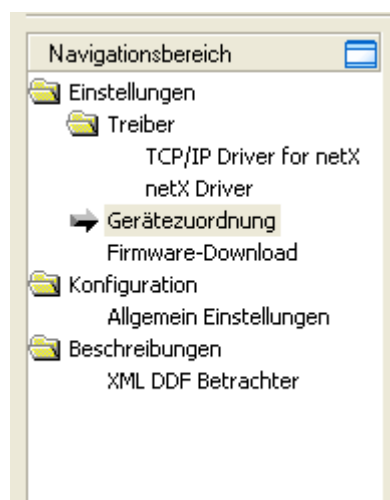 Navigationsbereich
Einstellungen
Treiber
TCP/IP Driver for netX
netX Driver
Gerätezuordnung
Firmware-Download
Konfiguration
Allgemein Einstellungen
Beschreibungen
XML DDF Betrachter